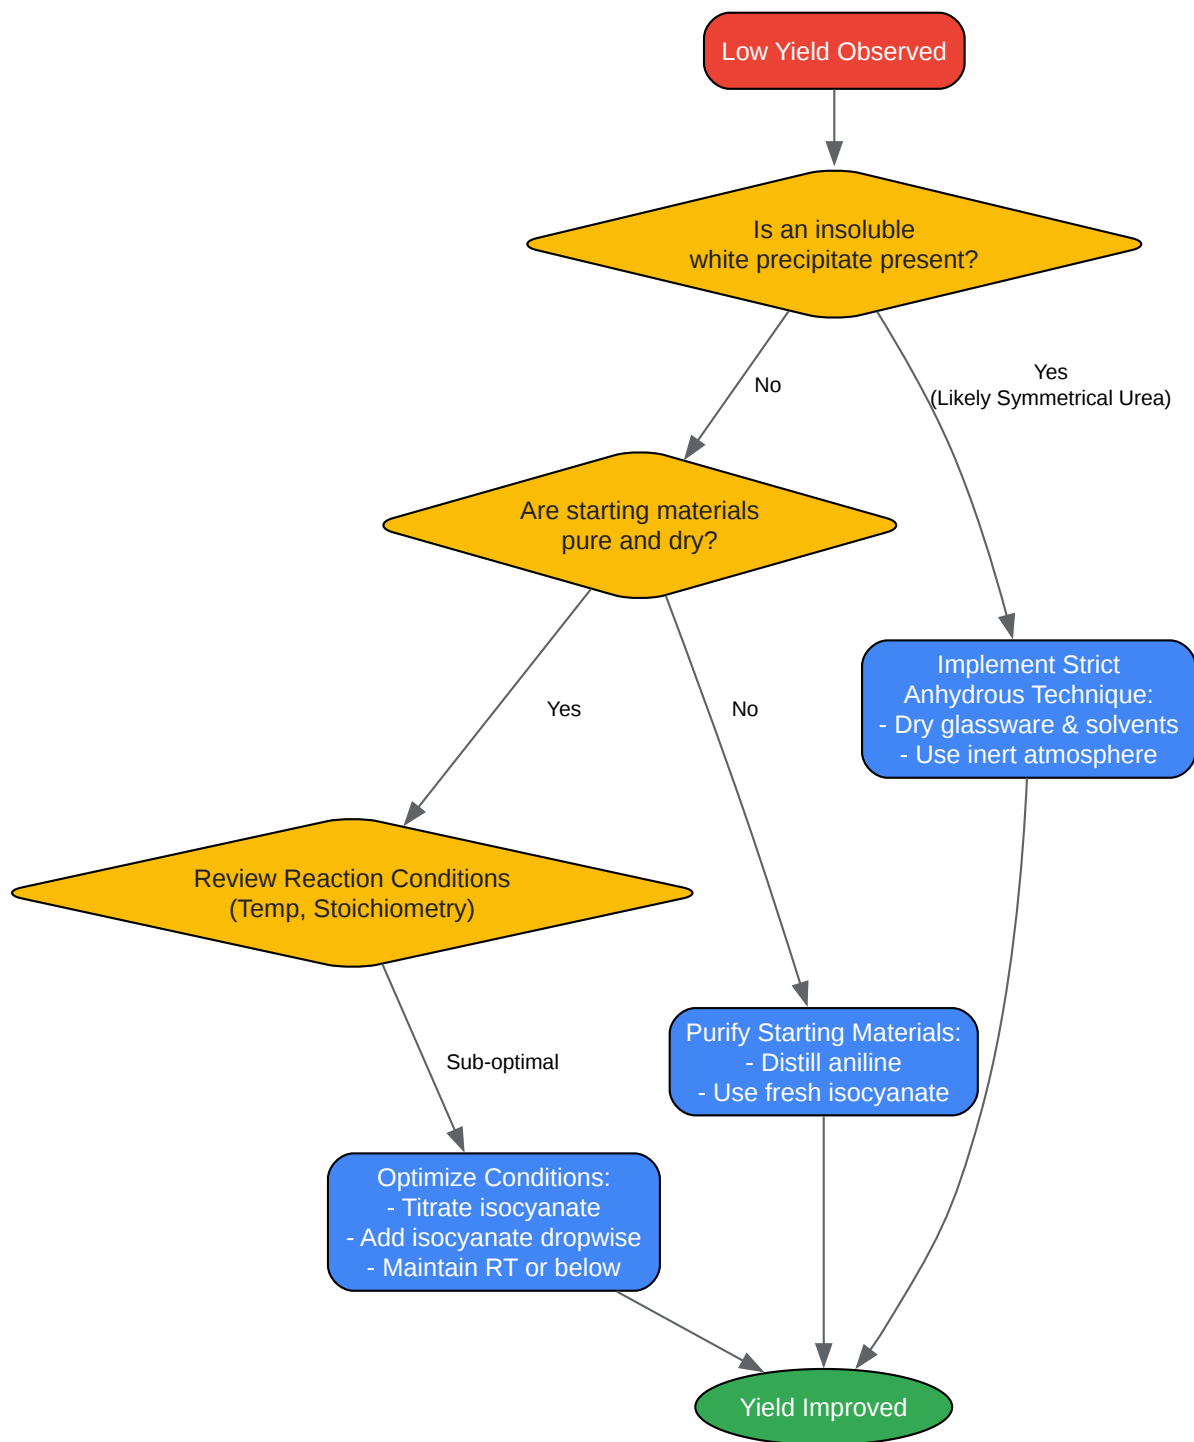 Low Yield Observed
Is an insoluble
white precipitate present?
No
Yes
(Likely Symmetrical Urea)
Are starting materials
pure and dry?
Yes
No
Implement Strict
Anhydrous Technique:
- Dry glassware & solvents
- Use inert atmosphere
Review Reaction Conditions
(Temp, Stoichiometry)
Sub-optimal
Purify Starting Materials:
- Distill aniline
- Use fresh isocyanate
Optimize Conditions:
- Titrate isocyanate
- Add isocyanate dropwise
- Maintain RT or below
Yield Improved